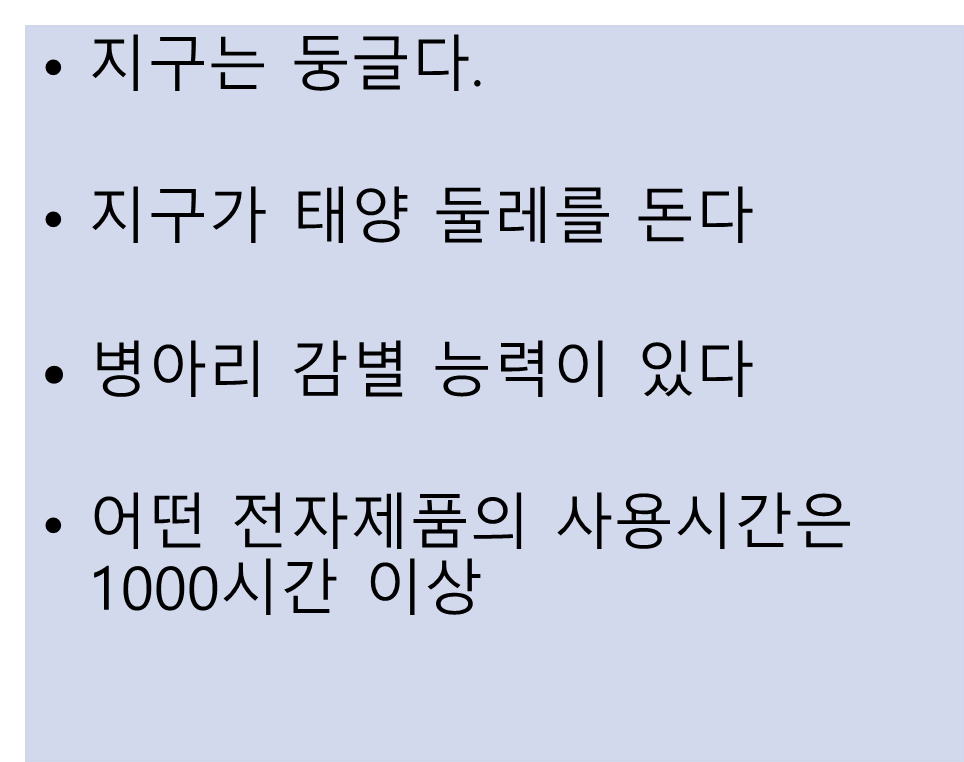 • 지구는 둥글다.
• 지구가 태양 둘레를 돈다
• 병아리 감별 능력이 있다
• 어떤 전자제품의 사용시간은
1000시간 이상